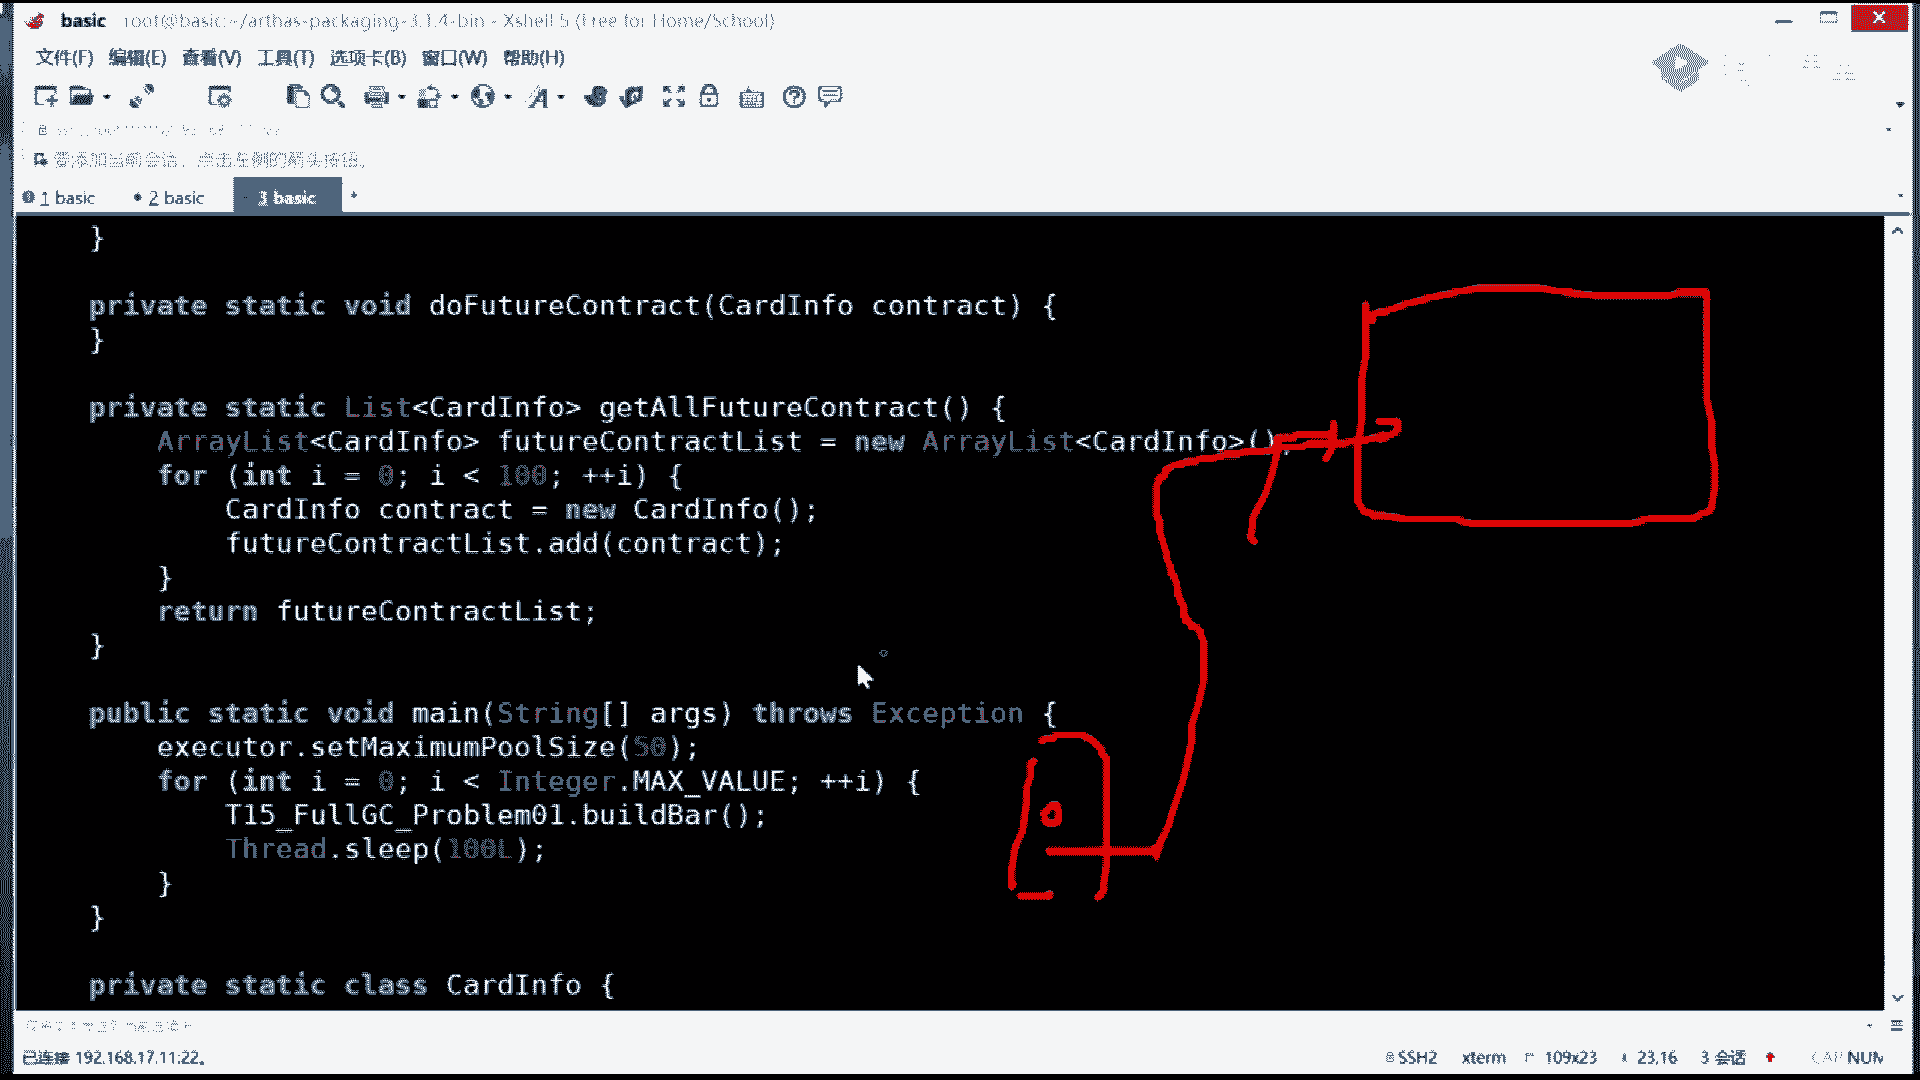 basic root@basic:~/arthas-packaging-3.1.4-bin - Xshell 5 (Free for Home/School)
文件(F) 编辑(E) 查看(V) 工具(T) 选项卡(B) 窗口(W) 帮助(H)
要添加当前会话，点击左侧的箭头按钮。
1 basic 2 basic 3 basic
}
private static void doFutureContract(CardInfo contract) {
}
private static List<CardInfo> getAllFutureContract() {
ArrayList<CardInfo> futureContractList = new ArrayList<CardInfo>();
for (int i = 0; i < 100; ++i) {
CardInfo contract = new CardInfo();
futureContractList.add(contract);
}
return futureContractList;
}
public static void main(String[] args) throws Exception {
executor.setMaximumPoolSize(50);
for (int i = 0; i < Integer.MAX_VALUE; ++i) {
T15_FullGC_Problem01.buildBar();
Thread.sleep(100L);
}
}
private static class CardInfo {
已连接 192.168.17.11:22。 SSH2 xterm 109x23 23,16 3 会话 CAP NUM